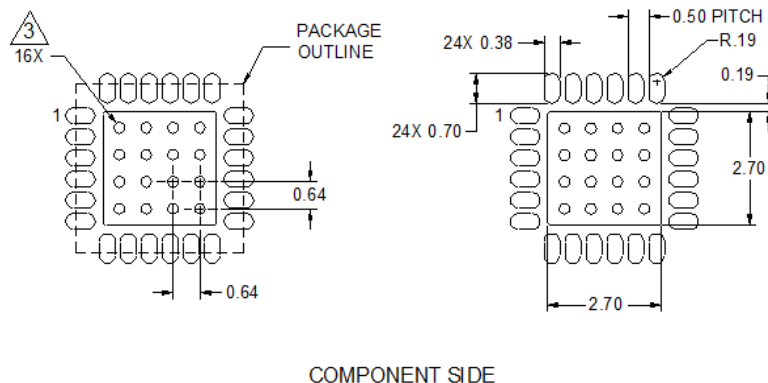 3
16X
PACKAGE
OUTLINE
1
0.64
0.64
24X 0.38
0.50 PITCH
R.19
0.19
24X 0.70
1
2.70
2.70
COMPONENT SIDE